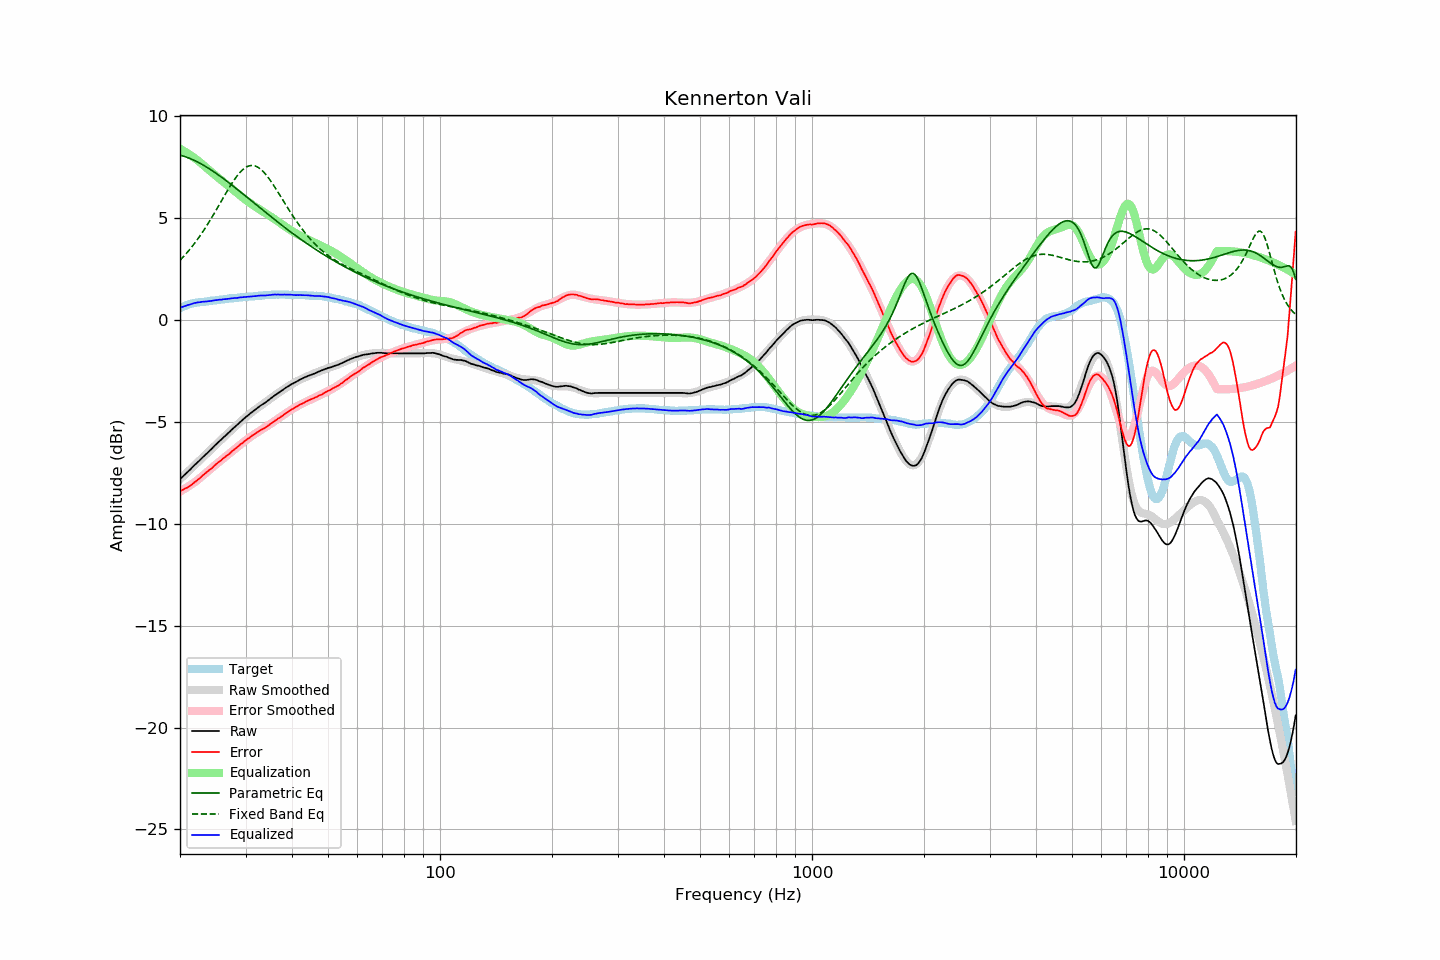 Kennerton Vali
10
5
0
−5
−10
−15
−20
−25
Amplitude (dBr)
Target
Raw Smoothed
Error Smoothed
Raw
Error
Equalization
Parametric Eq
Fixed Band Eq
Equalized
100
1000
10000
Frequency (Hz)